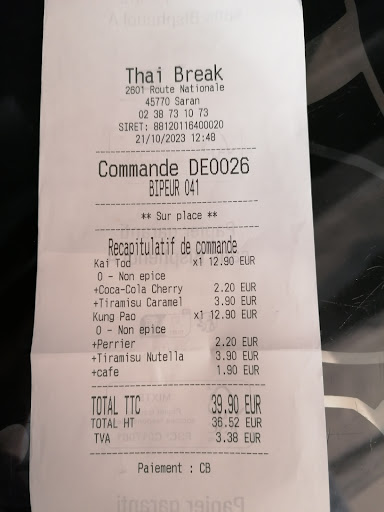 Thai Break
2601 Route Nationale
45770 Saran
02 38 73 10 73
SIRET: 88120116400020
21/10/2023 12:48
Commande DE0026
BIPEUR 041
** Sur place **
Recapitulatif de commande
Kai Tod x1 12.90 EUR
0 - Non epice
+Coca-Cola Cherry 2.20 EUR
+Tiramisu Caramel 3.90 EUR
Kung Pao x1 12.90 EUR
0 - Non epice
+Perrier 2.20 EUR
+Tiramisu Nutella 3.90 EUR
+cafe 1.90 EUR
TOTAL TTC 39.90 EUR
TOTAL HT 36.52 EUR
TVA 3.38 EUR
Paiement : CB
Papier garanti